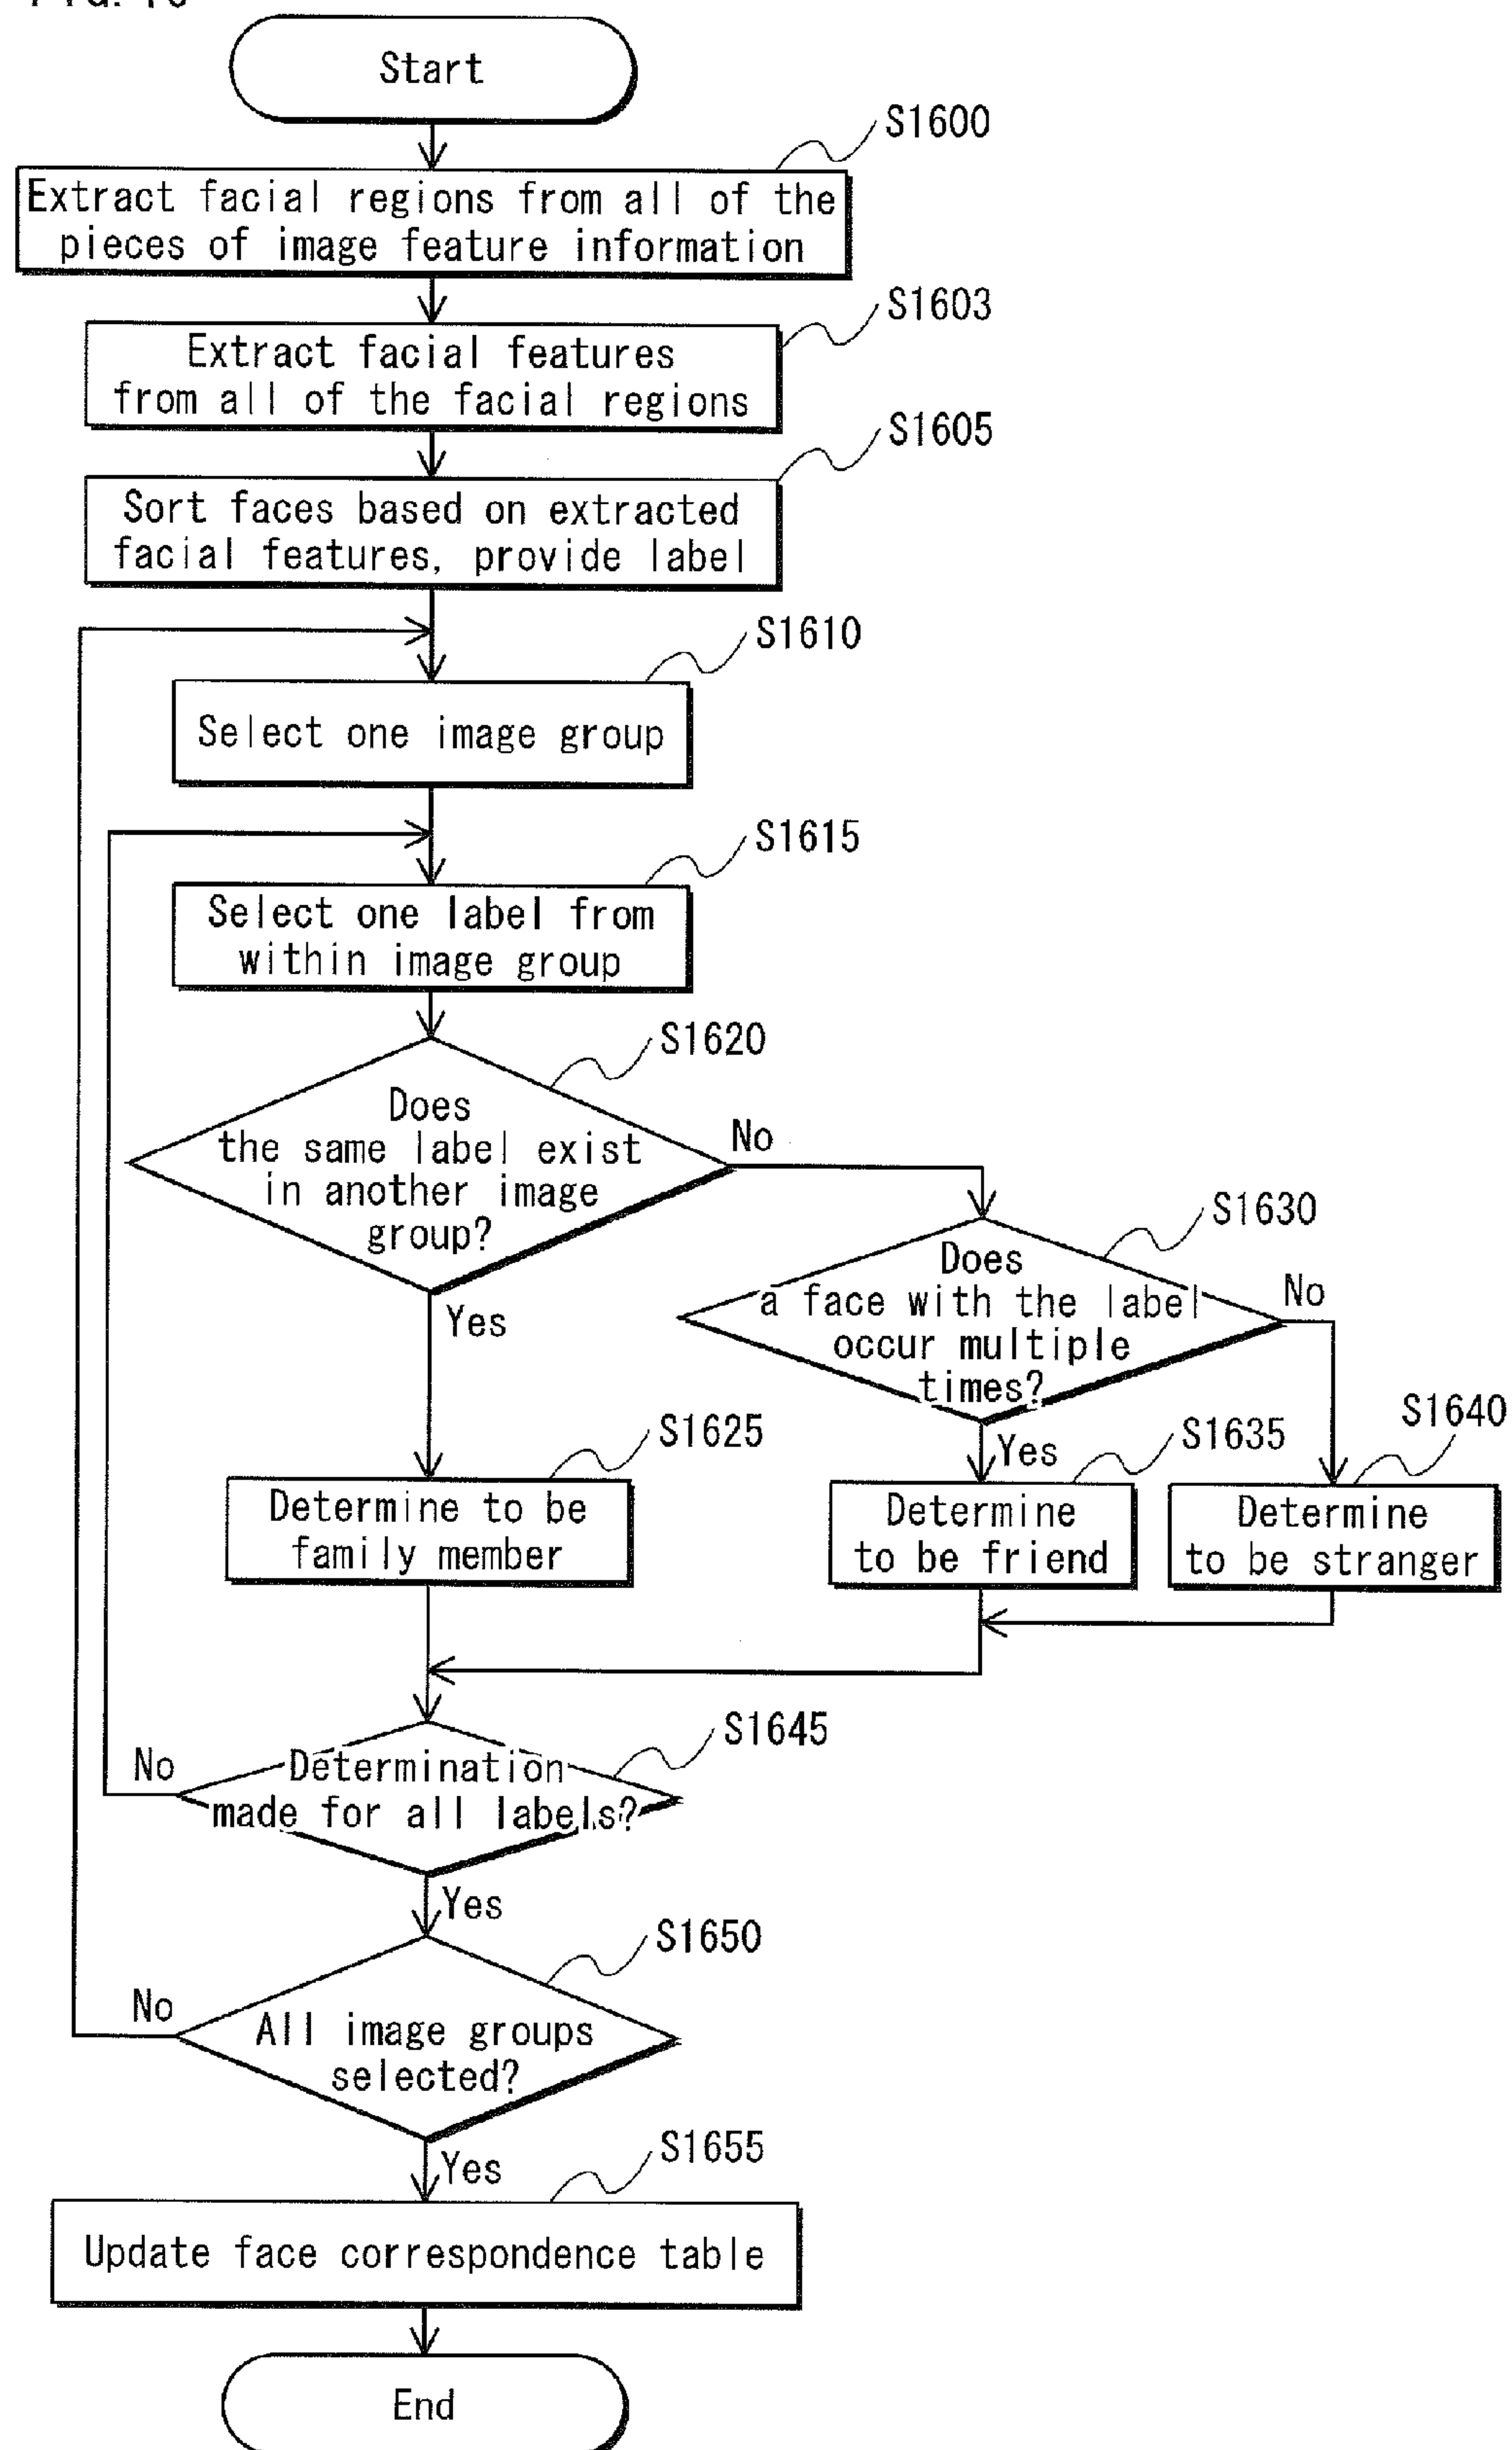 Start
S1600
Extract facial regions from all of the
pieces of image feature information
S1603
Extract facial features
from all of the facial regions
S1605
Sort faces based on extracted
facial features, provide label
S1610
Select one image group
S1615
Select one label from
within image group
S1620
Does
the same label exist
in another image
group?
No
Yes
S1630
Does
a face with the label
occur multiple
times?
No
Yes
S1625
Determine to be
family member
S1635
Determine
to be friend
S1640
Determine
to be stranger
S1645
Determination
made for all labels?
No
Yes
S1650
All image groups
selected?
No
Yes
S1655
Update face correspondence table
End